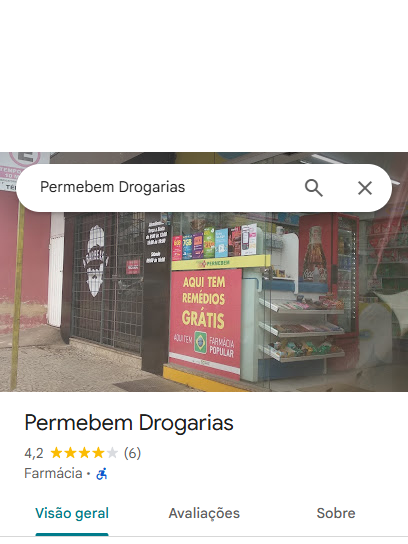 Permebem Drogarias
PERMEBEM
AQUI TEM
REMÉDIOS
GRÁTIS
AQUI TEM
FARMÁCIA
POPULAR
Permebem Drogarias
4,2 (6)
Farmácia ·
Visão geral
Avaliações
Sobre